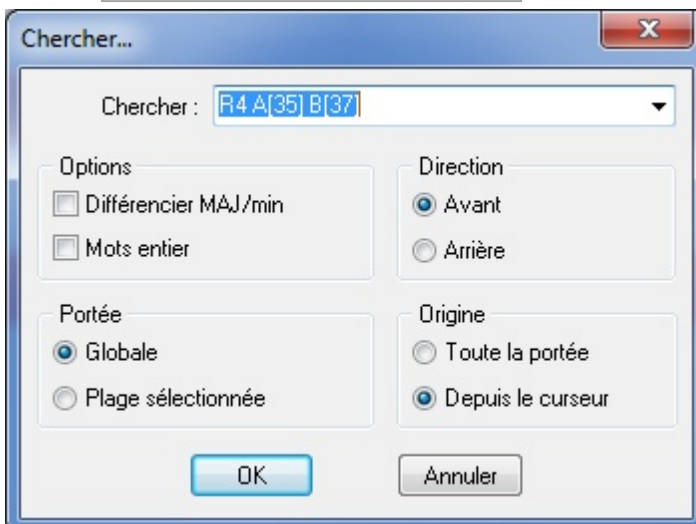 Chercher...
Chercher : R4 A[35] B[37]
Options
Différencier MAJ/min
Mots entier
Direction
Avant
Arrière
Portée
Globale
Plage sélectionnée
Origine
Toute la portée
Depuis le curseur
OK
Annuler